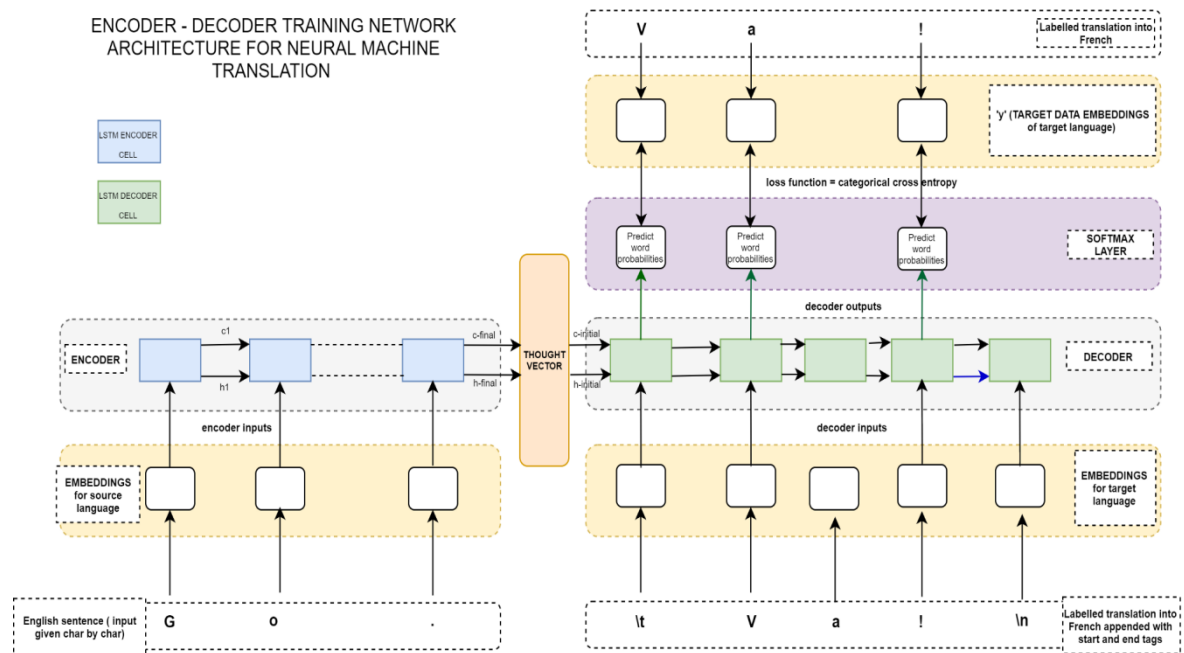 ENCODER - DECODER TRAINING NETWORK
ARCHITECTURE FOR NEURAL MACHINE
TRANSLATION
V a !
Labelled translation into
French
'y' (TARGET DATA EMBEDDINGS
of target language)
LSTM ENCODER
CELL
LSTM DECODER
CELL
loss function = categorical cross entropy
Predict
word
probabilities
Predict
word
probabilities
Predict
word
probabilities
SOFTMAX
LAYER
decoder outputs
ENCODER
c1
h1
c-final
h-final
THOUGHT
VECTOR
c-initial
h-initial
DECODER
encoder inputs
decoder inputs
EMBEDDINGS
for source
language
EMBEDDINGS
for target
language
English sentence ( input
given char by char)
G o .
\t V a ! \n
Labelled translation into
French appended with
start and end tags